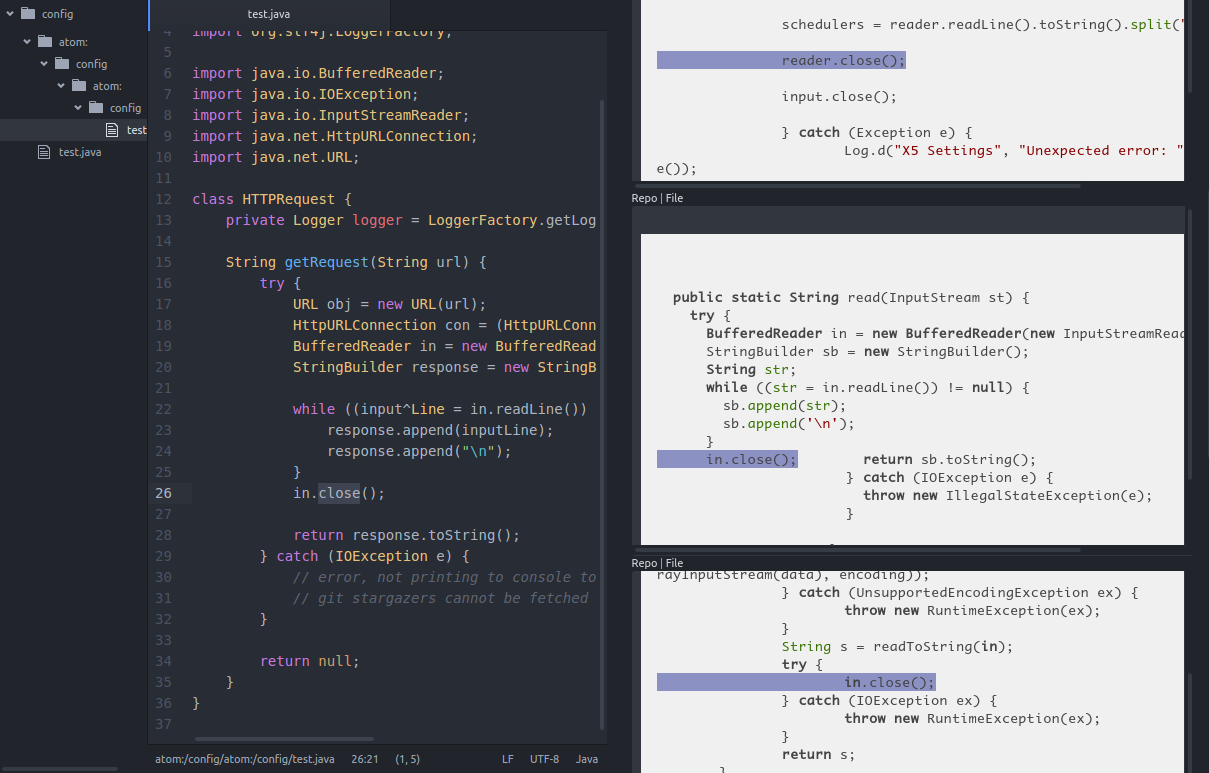 config
atom:
config
atom:
config
test
test.java
test.java
4 import org.slf4j.LoggerFactory;
5
6 import java.io.BufferedReader;
7 import java.io.IOException;
8 import java.io.InputStreamReader;
9 import java.net.HttpURLConnection;
10 import java.net.URL;
11
12 class HTTPRequest {
13 private Logger logger = LoggerFactory.getLog
14
15 String getRequest(String url) {
16 try {
17 URL obj = new URL(url);
18 HttpURLConnection con = (HttpURLConn
19 BufferedReader in = new BufferedRead
20 StringBuilder response = new StringB
21
22 while ((input^Line = in.readLine())
23 response.append(inputLine);
24 response.append("\n");
25 }
26 in.close();
27
28 return response.toString();
29 } catch (IOException e) {
30 // error, not printing to console to
31 // git stargazers cannot be fetched
32 }
33
34 return null;
35 }
36 }
37
atom:/config/atom:/config/test.java 26:21 (1, 5) LF UTF-8 Java
schedulers = reader.readLine().toString().split("
reader.close();
input.close();
} catch (Exception e) {
Log.d("X5 Settings", "Unexpected error: "
e());
Repo | File
public static String read(InputStream st) {
try {
BufferedReader in = new BufferedReader(new InputStreamRead
StringBuilder sb = new StringBuilder();
String str;
while ((str = in.readLine()) != null) {
sb.append(str);
sb.append('\n');
}
in.close(); return sb.toString();
} catch (IOException e) {
throw new IllegalStateException(e);
}
Repo | File
rayInputStream(data), encoding));
} catch (UnsupportedEncodingException ex) {
throw new RuntimeException(ex);
}
String s = readToString(in);
try {
in.close();
} catch (IOException ex) {
throw new RuntimeException(ex);
}
return s;
}